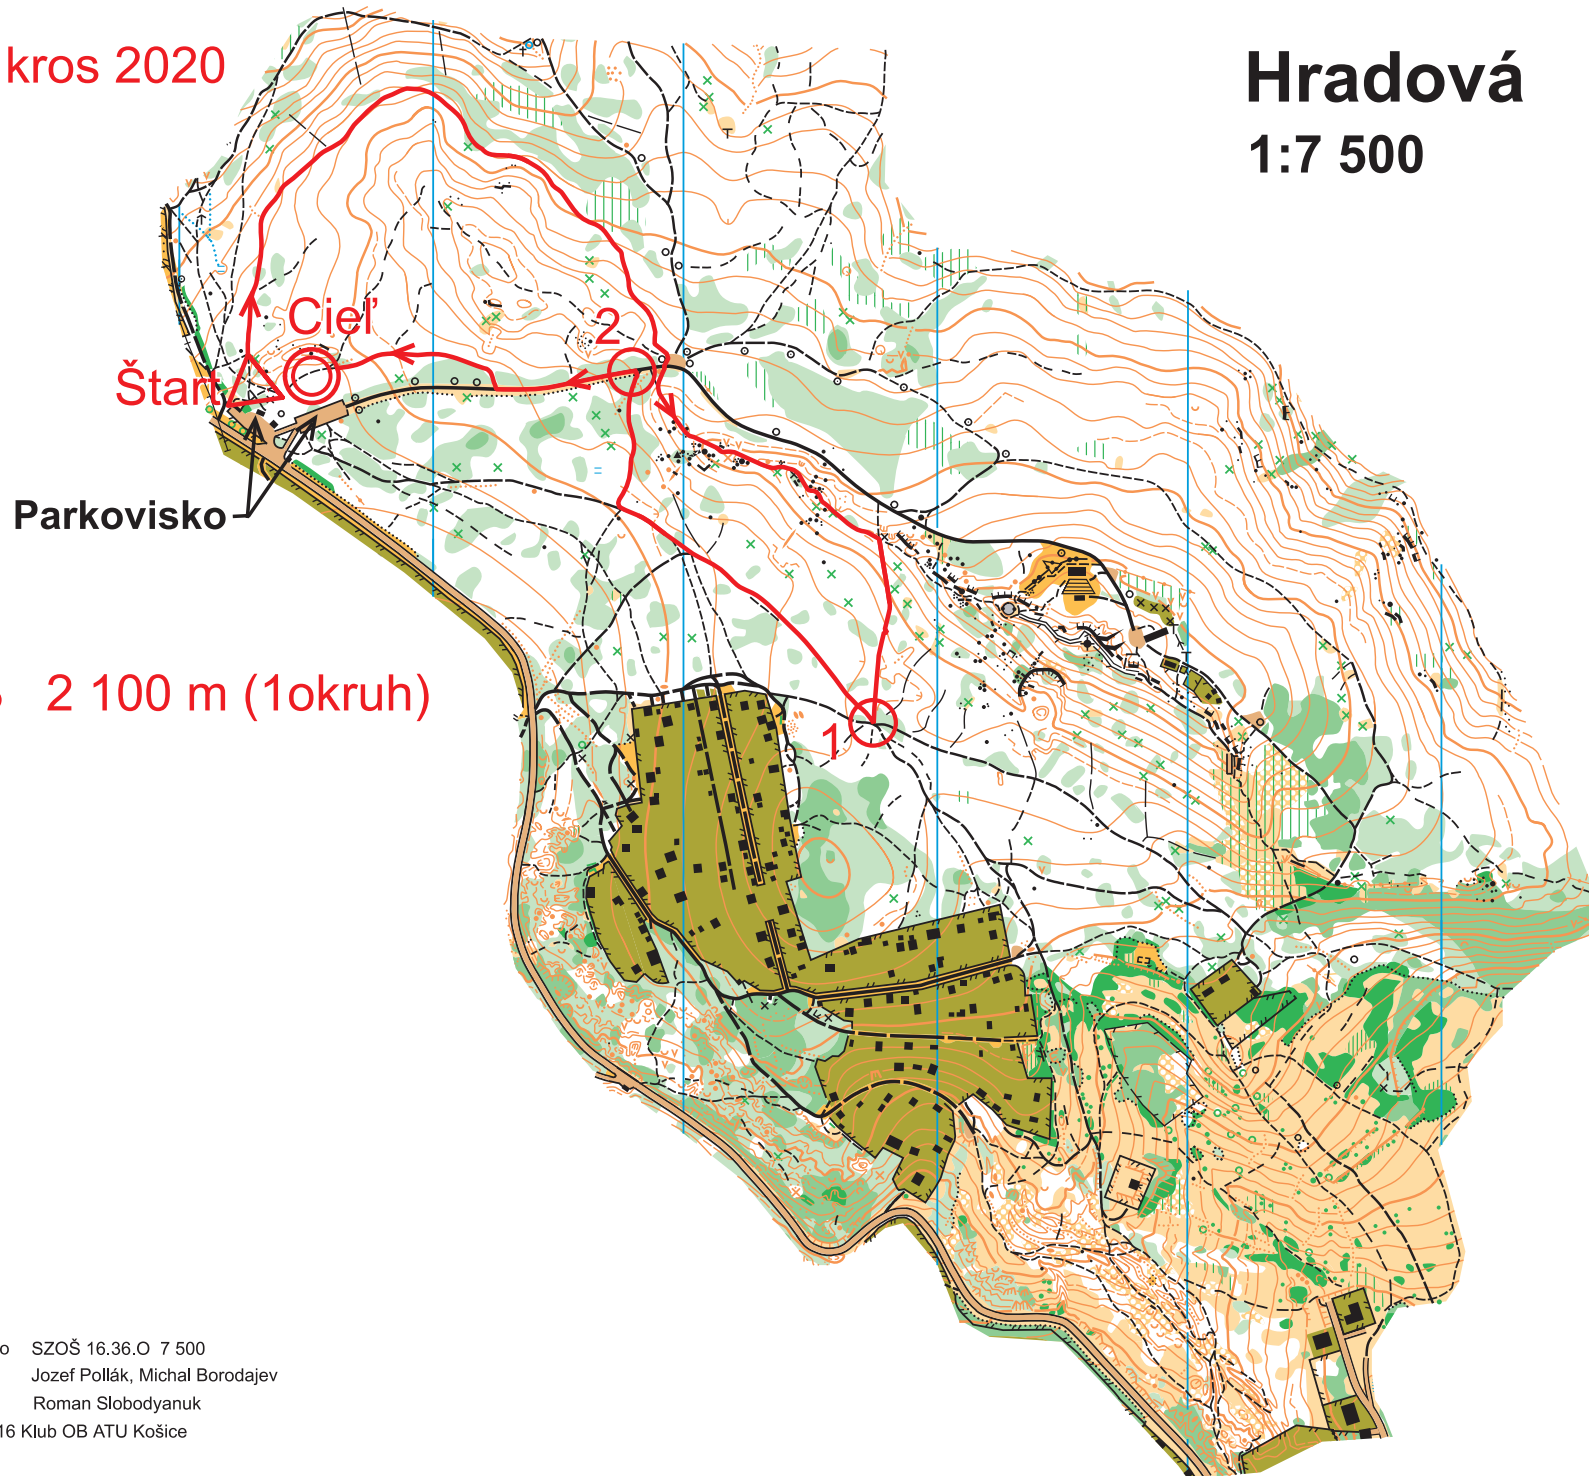 kros 2020
Hradová
1:7 500
Cieľ
2
Štart
Parkovisko
2 100 m (1okruh)
1
o SZOŠ 16.36.O 7 500
Jozef Pollák, Michal Borodajev
Roman Slobodyanuk
16 Klub OB ATU Košice